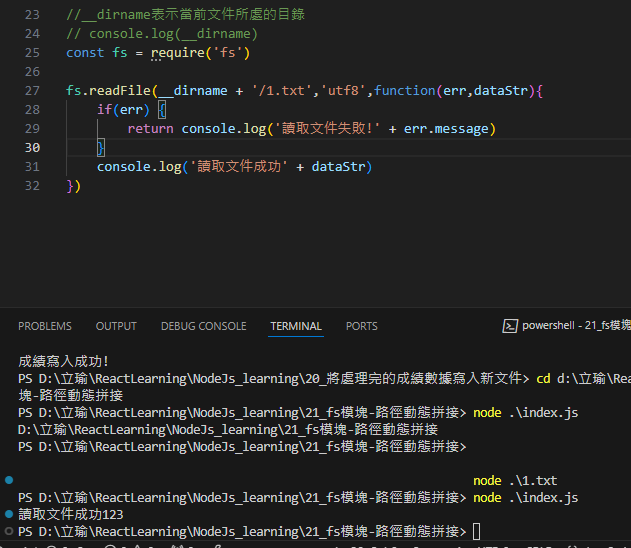 23 //__dirname表示當前文件所處的目錄
24 // console.log(__dirname)
25 const fs = require('fs')
26
27 fs.readFile(__dirname + '/1.txt','utf8',function(err,dataStr){
28 if(err) {
29 return console.log('讀取文件失敗!' + err.message)
30 }
31 console.log('讀取文件成功' + dataStr)
32 })
PROBLEMS OUTPUT DEBUG CONSOLE TERMINAL PORTS powershell - 21_fs模塊
成績寫入成功!
PS D:\立瑜\ReactLearning\NodeJs_learning\20_將處理完的成績數據寫入新文件> cd d:\立瑜\Rea
塊-路徑動態拼接
PS D:\立瑜\ReactLearning\NodeJs_learning\21_fs模塊-路徑動態拼接> node .\index.js
D:\立瑜\ReactLearning\NodeJs_learning\21_fs模塊-路徑動態拼接
PS D:\立瑜\ReactLearning\NodeJs_learning\21_fs模塊-路徑動態拼接>
node .\1.txt
PS D:\立瑜\ReactLearning\NodeJs_learning\21_fs模塊-路徑動態拼接> node .\index.js
讀取文件成功123
PS D:\立瑜\ReactLearning\NodeJs_learning\21_fs模塊-路徑動態拼接>